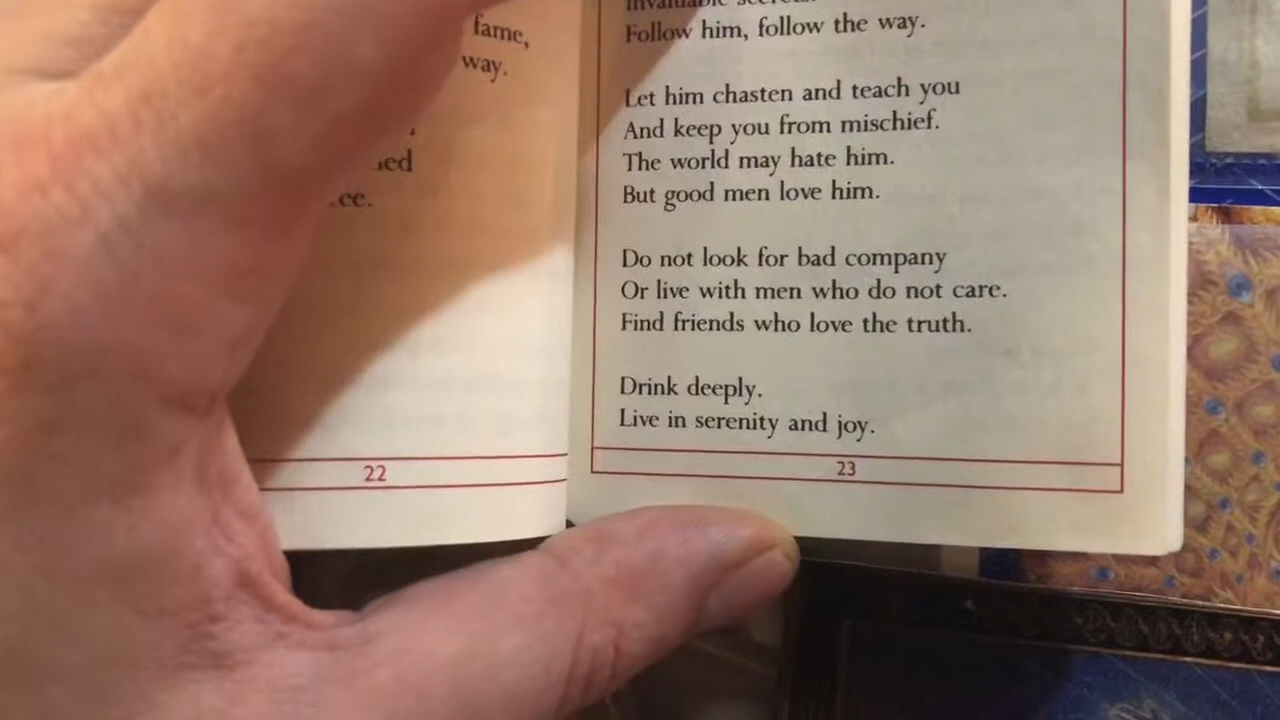 fame,
way.
22
Follow him, follow the way.
Let him chasten and teach you
And keep you from mischief.
The world may hate him.
But good men love him.
Do not look for bad company
Or live with men who do not care.
Find friends who love the truth.
Drink deeply.
Live in serenity and joy.
23